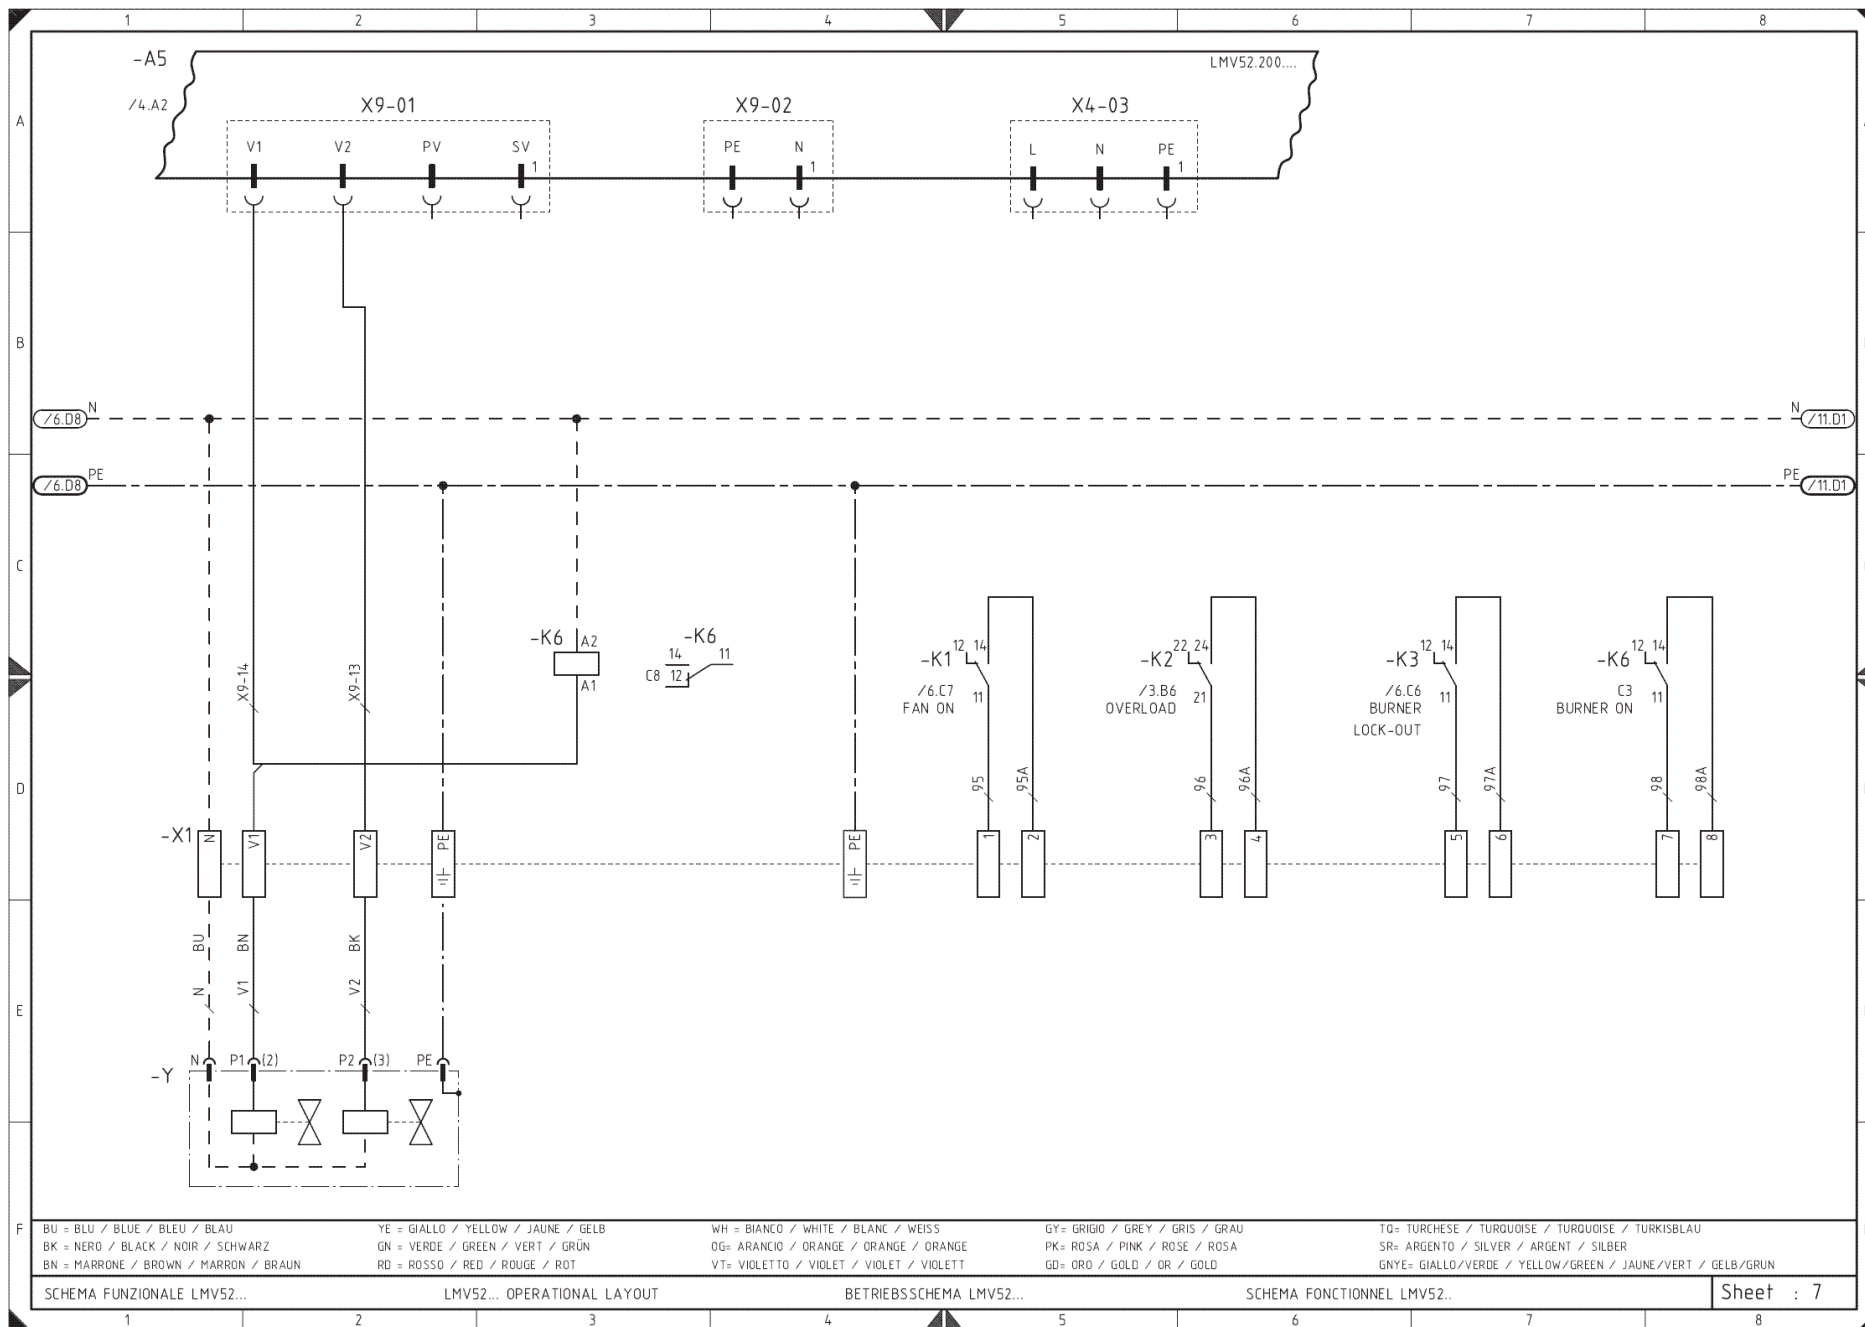 1 2 3 4 5 6 7 8
-A5
LMV52.200....
/4.A2
X9-01 X9-02 X4-03
A
V1 V2 PV SV 1
PE N 1
L N PE 1
B
/6.D8 N
N /11.D1
/6.D8 PE
PE /11.D1
C
-K6 A2
A1
-K6
14 11
C8 12
-K1 12 14
/6.C7 11
FAN ON
-K2 22 24
/3.B6 21
OVERLOAD
-K3 12 14
/6.C6 11
BURNER
LOCK-OUT
-K6 12 14
C3 11
BURNER ON
X9-14 X9-13
D
95 95A 96 96A 97 97A 98 98A
-X1 N V1 V2 PE PE 1 2 3 4 5 6 7 8
BU BN BK
N V1 V2
E
N P1 (2) P2 (3) PE
-Y
F
BU = BLU / BLUE / BLEU / BLAU
BK = NERO / BLACK / NOIR / SCHWARZ
BN = MARRONE / BROWN / MARRON / BRAUN
YE = GIALLO / YELLOW / JAUNE / GELB
GN = VERDE / GREEN / VERT / GRÜN
RD = ROSSO / RED / ROUGE / ROT
WH = BIANCO / WHITE / BLANC / WEISS
OG= ARANCIO / ORANGE / ORANGE / ORANGE
VT= VIOLETTO / VIOLET / VIOLET / VIOLETT
GY= GRIGIO / GREY / GRIS / GRAU
PK= ROSA / PINK / ROSE / ROSA
GD= ORO / GOLD / OR / GOLD
TQ= TURCHESE / TURQUOISE / TURQUOISE / TURKISBLAU
SR= ARGENTO / SILVER / ARGENT / SILBER
GNYE= GIALLO/VERDE / YELLOW/GREEN / JAUNE/VERT / GELB/GRUN
SCHEMA FUNZIONALE LMV52... LMV52... OPERATIONAL LAYOUT BETRIEBSSCHEMA LMV52... SCHEMA FONCTIONNEL LMV52.. Sheet : 7
1 2 3 4 5 6 7 8